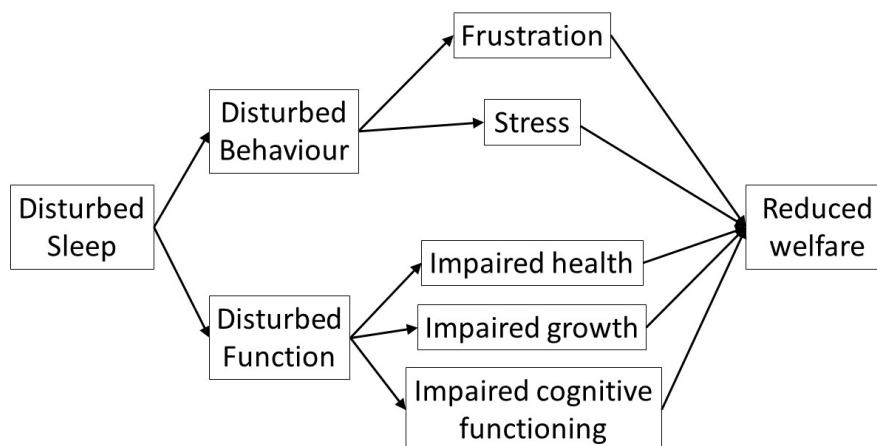 Frustration
Disturbed
Behaviour
Stress
Disturbed
Sleep
Reduced
welfare
Impaired health
Disturbed
Function
Impaired growth
Impaired cognitive
functioning